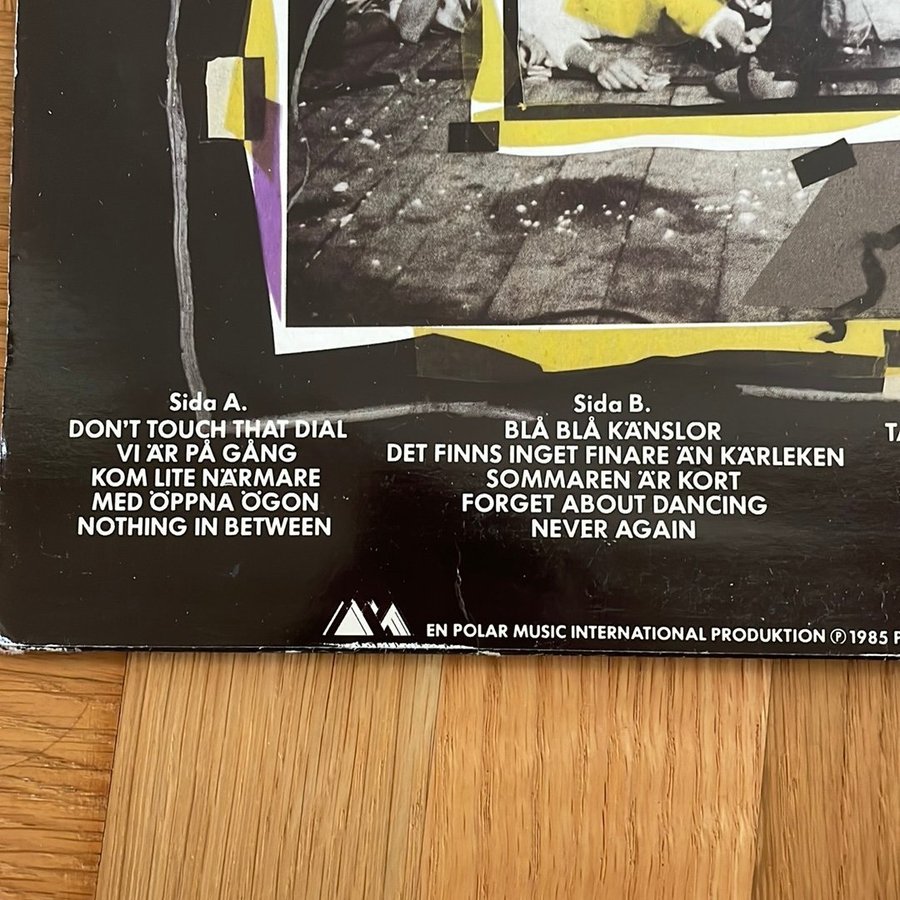 Sida A.
DON'T TOUCH THAT DIAL
VI ÄR PÅ GÅNG
KOM LITE NÄRMARE
MED ÖPPNA ÖGON
NOTHING IN BETWEEN
Sida B.
BLÅ BLÅ KÄNSLOR
DET FINNS INGET FINARE ÄN KÄRLEKEN
SOMMAREN ÄR KORT
FORGET ABOUT DANCING
NEVER AGAIN
EN POLAR MUSIC INTERNATIONAL PRODUKTION ℗ 1985